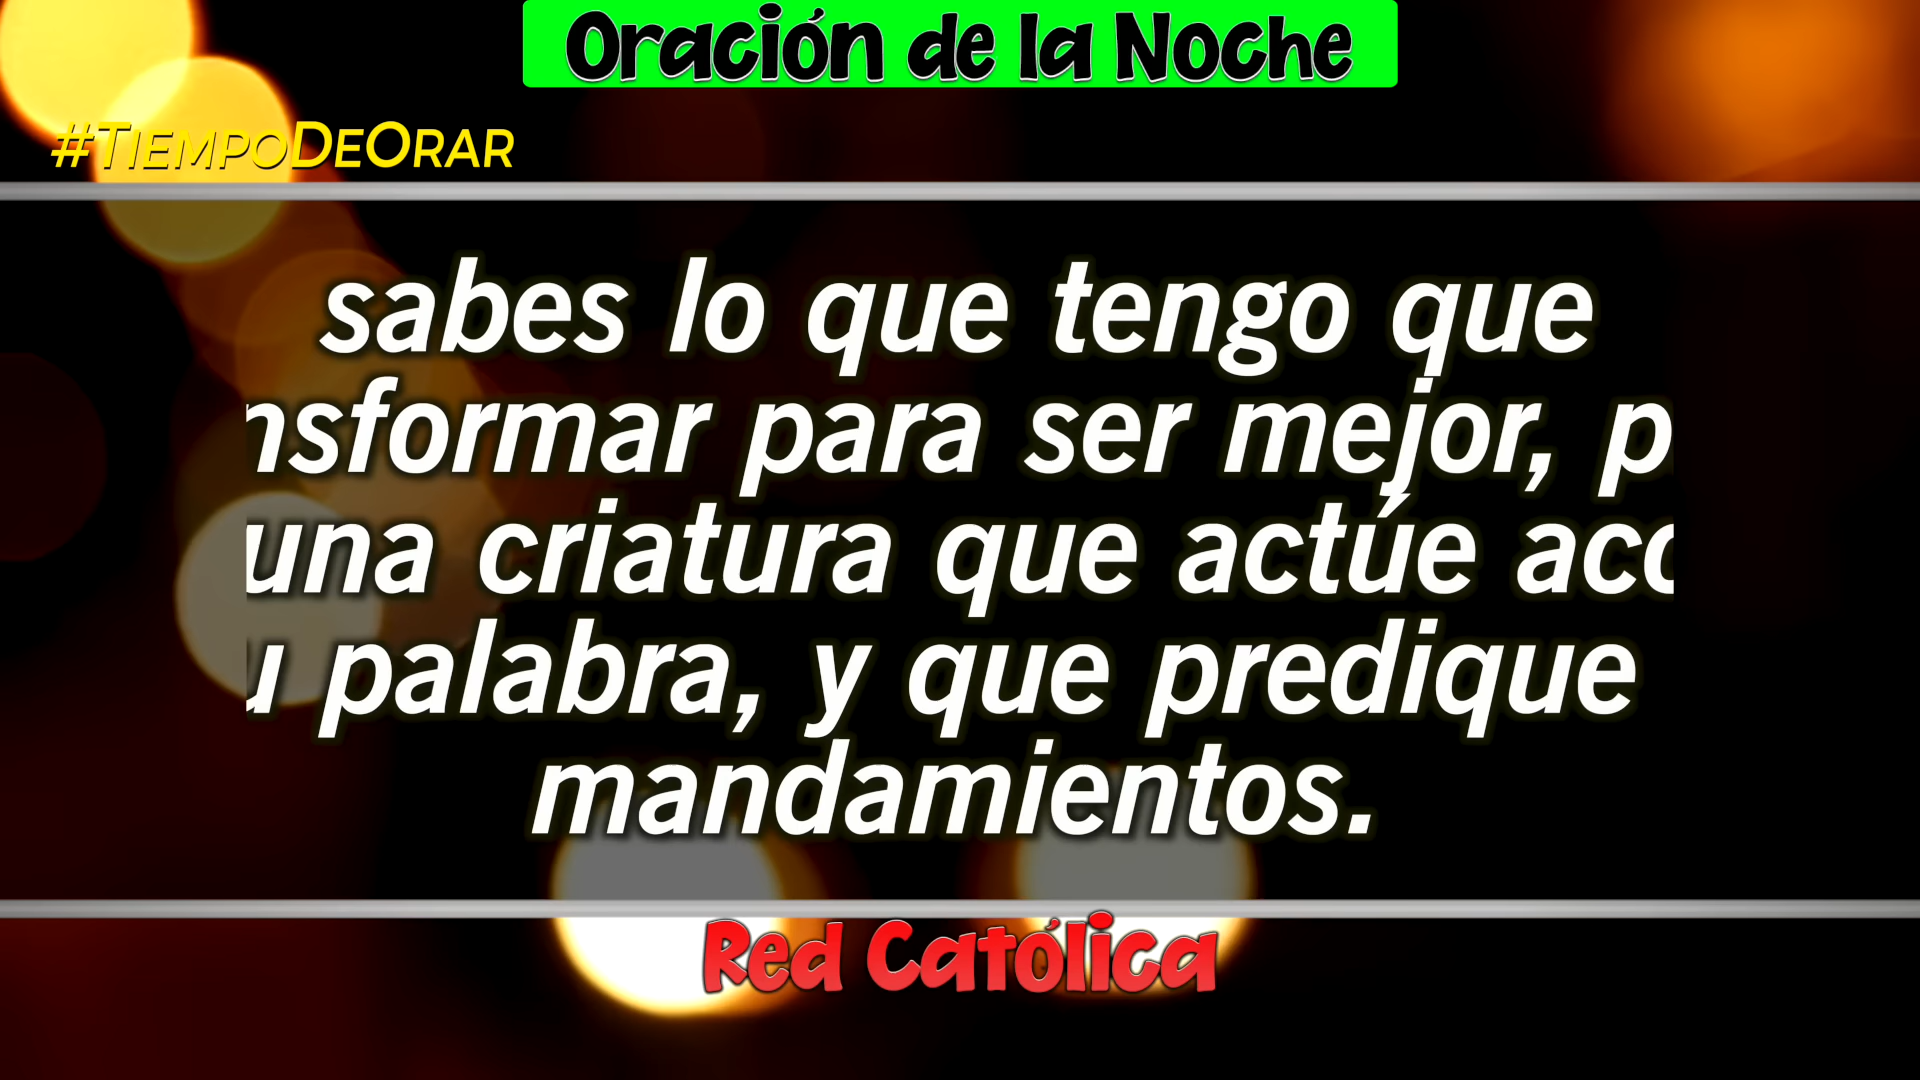 Oración de la Noche
#TiempoDeOrar
sabes lo que tengo que
nsformar para ser mejor, p
una criatura que actúe aco
u palabra, y que predique
mandamientos.
Red Católica